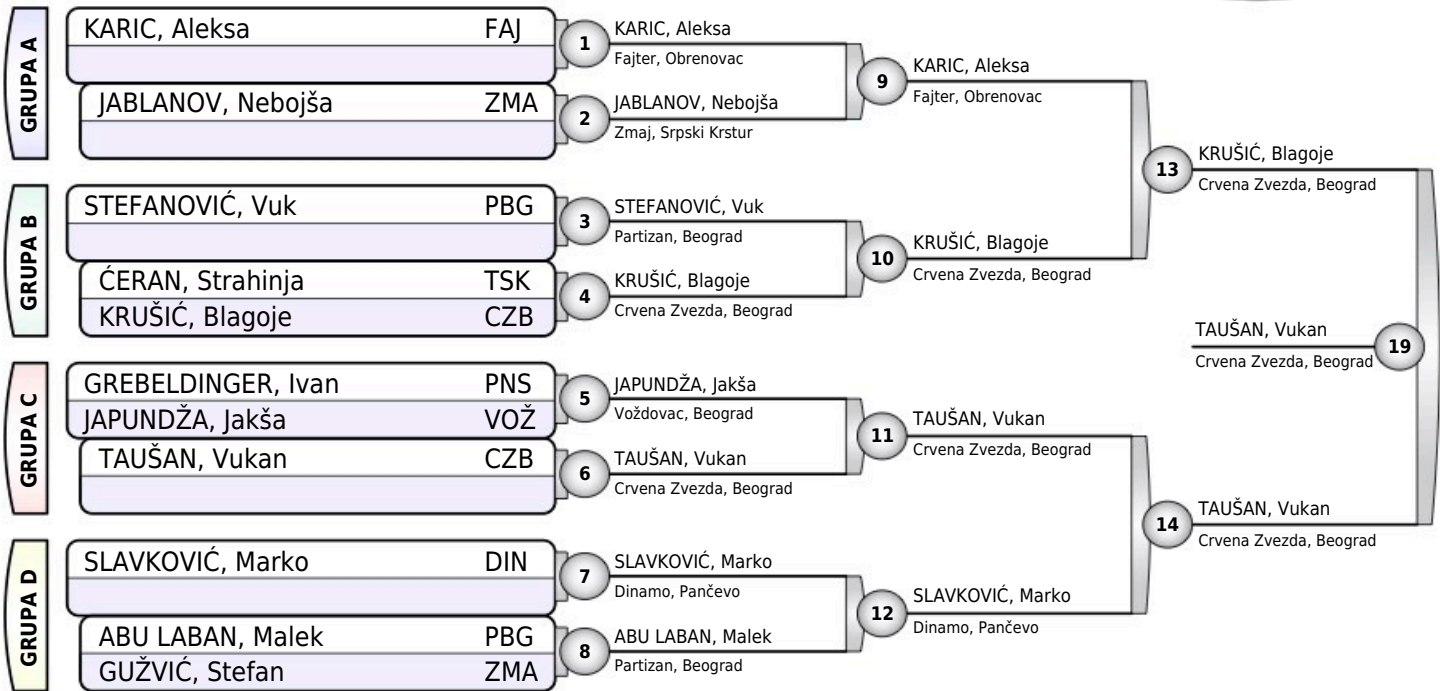 GRUPA A
KARIC, Aleksa FAJ
JABLANOV, Nebojša ZMA
GRUPA B
STEFANOVIĆ, Vuk PBG
ĆERAN, Strahinja TSK
KRUŠIĆ, Blagoje CZB
GRUPA C
GREBELDINGER, Ivan PNS
JAPUNDŽA, Jakša VOŽ
TAUŠAN, Vukan CZB
GRUPA D
SLAVKOVIĆ, Marko DIN
ABU LABAN, Malek PBG
GUŽVIĆ, Stefan ZMA
1
KARIC, Aleksa
Fajter, Obrenovac
2
JABLANOV, Nebojša
Zmaj, Srpski Krstur
3
STEFANOVIĆ, Vuk
Partizan, Beograd
4
KRUŠIĆ, Blagoje
Crvena Zvezda, Beograd
5
JAPUNDŽA, Jakša
Voždovac, Beograd
6
TAUŠAN, Vukan
Crvena Zvezda, Beograd
7
SLAVKOVIĆ, Marko
Dinamo, Pančevo
8
ABU LABAN, Malek
Partizan, Beograd
9
KARIC, Aleksa
Fajter, Obrenovac
10
KRUŠIĆ, Blagoje
Crvena Zvezda, Beograd
11
TAUŠAN, Vukan
Crvena Zvezda, Beograd
12
SLAVKOVIĆ, Marko
Dinamo, Pančevo
13
KRUŠIĆ, Blagoje
Crvena Zvezda, Beograd
14
TAUŠAN, Vukan
Crvena Zvezda, Beograd
TAUŠAN, Vukan
Crvena Zvezda, Beograd
19